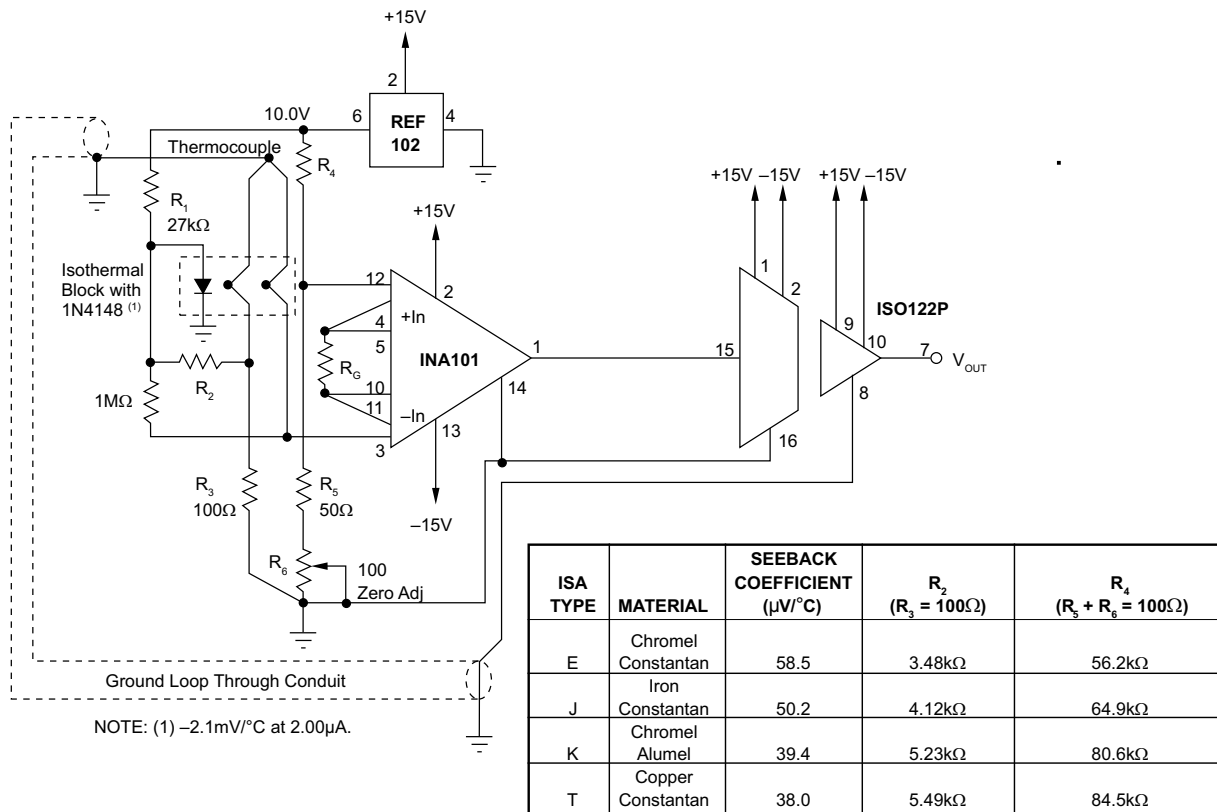 +15V
2
10.0V
6
REF
102
4
Thermocouple
R4
R1
27kΩ
+15V
+15V –15V
+15V –15V
Isothermal
Block with
1N4148 (1)
12
2
+In
4
5
RG
INA101
1
10
11
–In
3
13
14
R2
1MΩ
15
1
2
16
ISO122P
9
10
7
VOUT
8
R3
100Ω
R5
50Ω
–15V
R6
100
Zero Adj
Ground Loop Through Conduit
NOTE: (1) –2.1mV/°C at 2.00µA.
ISA TYPE MATERIAL SEEBACK COEFFICIENT (µV/°C) R2 (R3 = 100Ω) R4 (R5 + R6 = 100Ω)
E Chromel Constantan 58.5 3.48kΩ 56.2kΩ
J Iron Constantan 50.2 4.12kΩ 64.9kΩ
K Chromel Alumel 39.4 5.23kΩ 80.6kΩ
T Copper Constantan 38.0 5.49kΩ 84.5kΩ